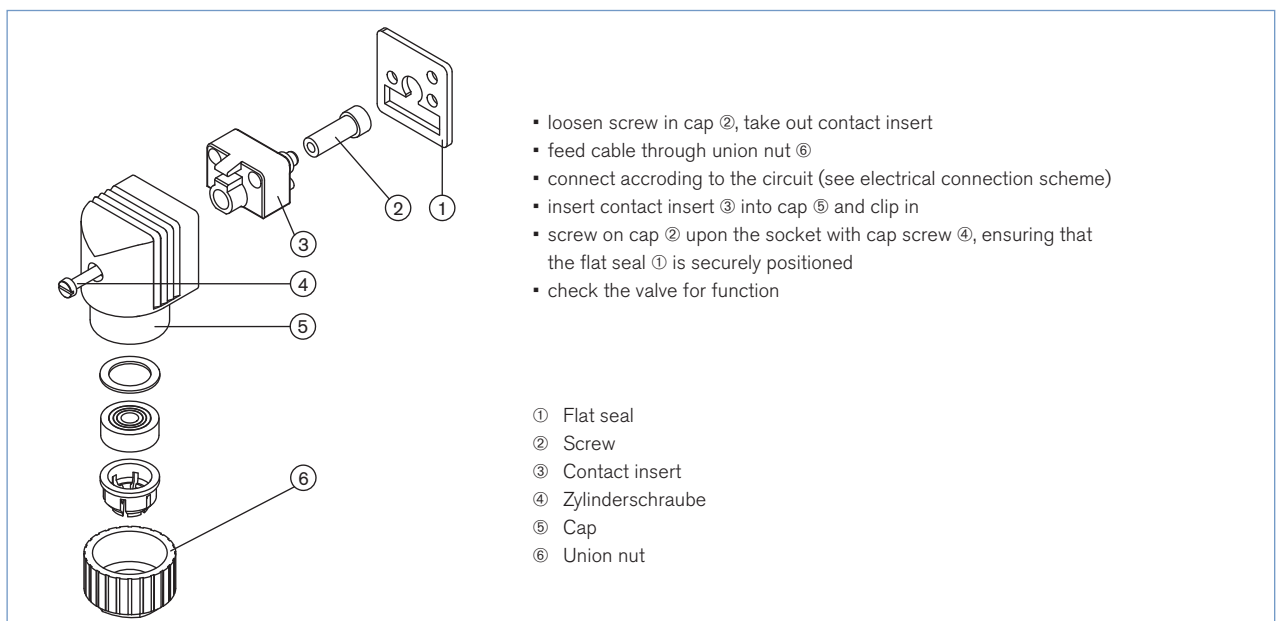 ▪ loosen screw in cap ②, take out contact insert
▪ feed cable through union nut ⑥
▪ connect accroding to the circuit (see electrical connection scheme)
▪ insert contact insert ③ into cap ⑤ and clip in
▪ screw on cap ② upon the socket with cap screw ④, ensuring that
the flat seal ① is securely positioned
▪ check the valve for function
2
1
3
4
5
6
① Flat seal
② Screw
③ Contact insert
④ Zylinderschraube
⑤ Cap
⑥ Union nut